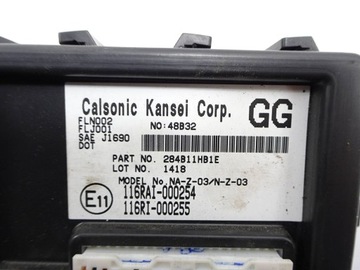 Calsonic Kansei Corp. GG
FLN002
FLJ001 NO:48B32
SAE J1690
DOT
PART NO. 284B11HB1E
LOT NO. 1418
MODEL No NA-Z-03/N-Z-03
E11 116RAI-000254
116RI-000255